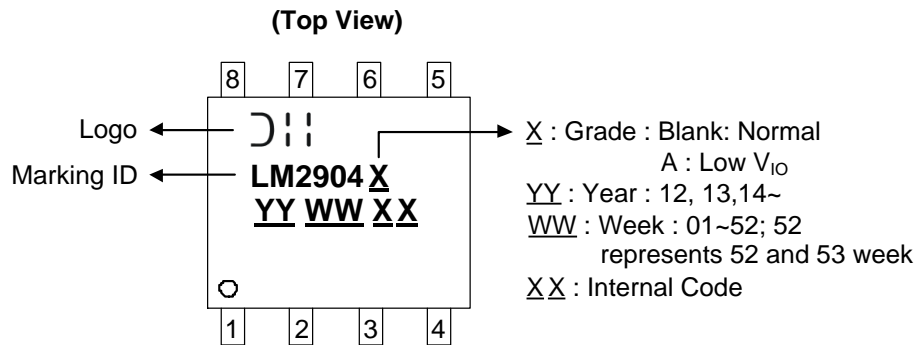 (Top View)
8 7 6 5
Logo
Marking ID
LM2904 X
YY WW XX
X : Grade : Blank: Normal
A : Low VIO
YY : Year : 12, 13,14~
WW : Week : 01~52; 52
represents 52 and 53 week
XX : Internal Code
1 2 3 4